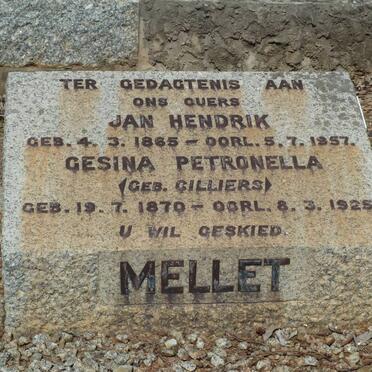 TER GEDAGTENIS AAN
ONS OUERS
JAN HENDRIK
GEB. 4. 3. 1865 - OORL. 5. 7. 1957.
GESINA PETRONELLA
(GEB. CILLIERS)
GEB. 19. 7. 1870 - OORL. 8. 3. 1925
U WIL GESKIED.
MELLET